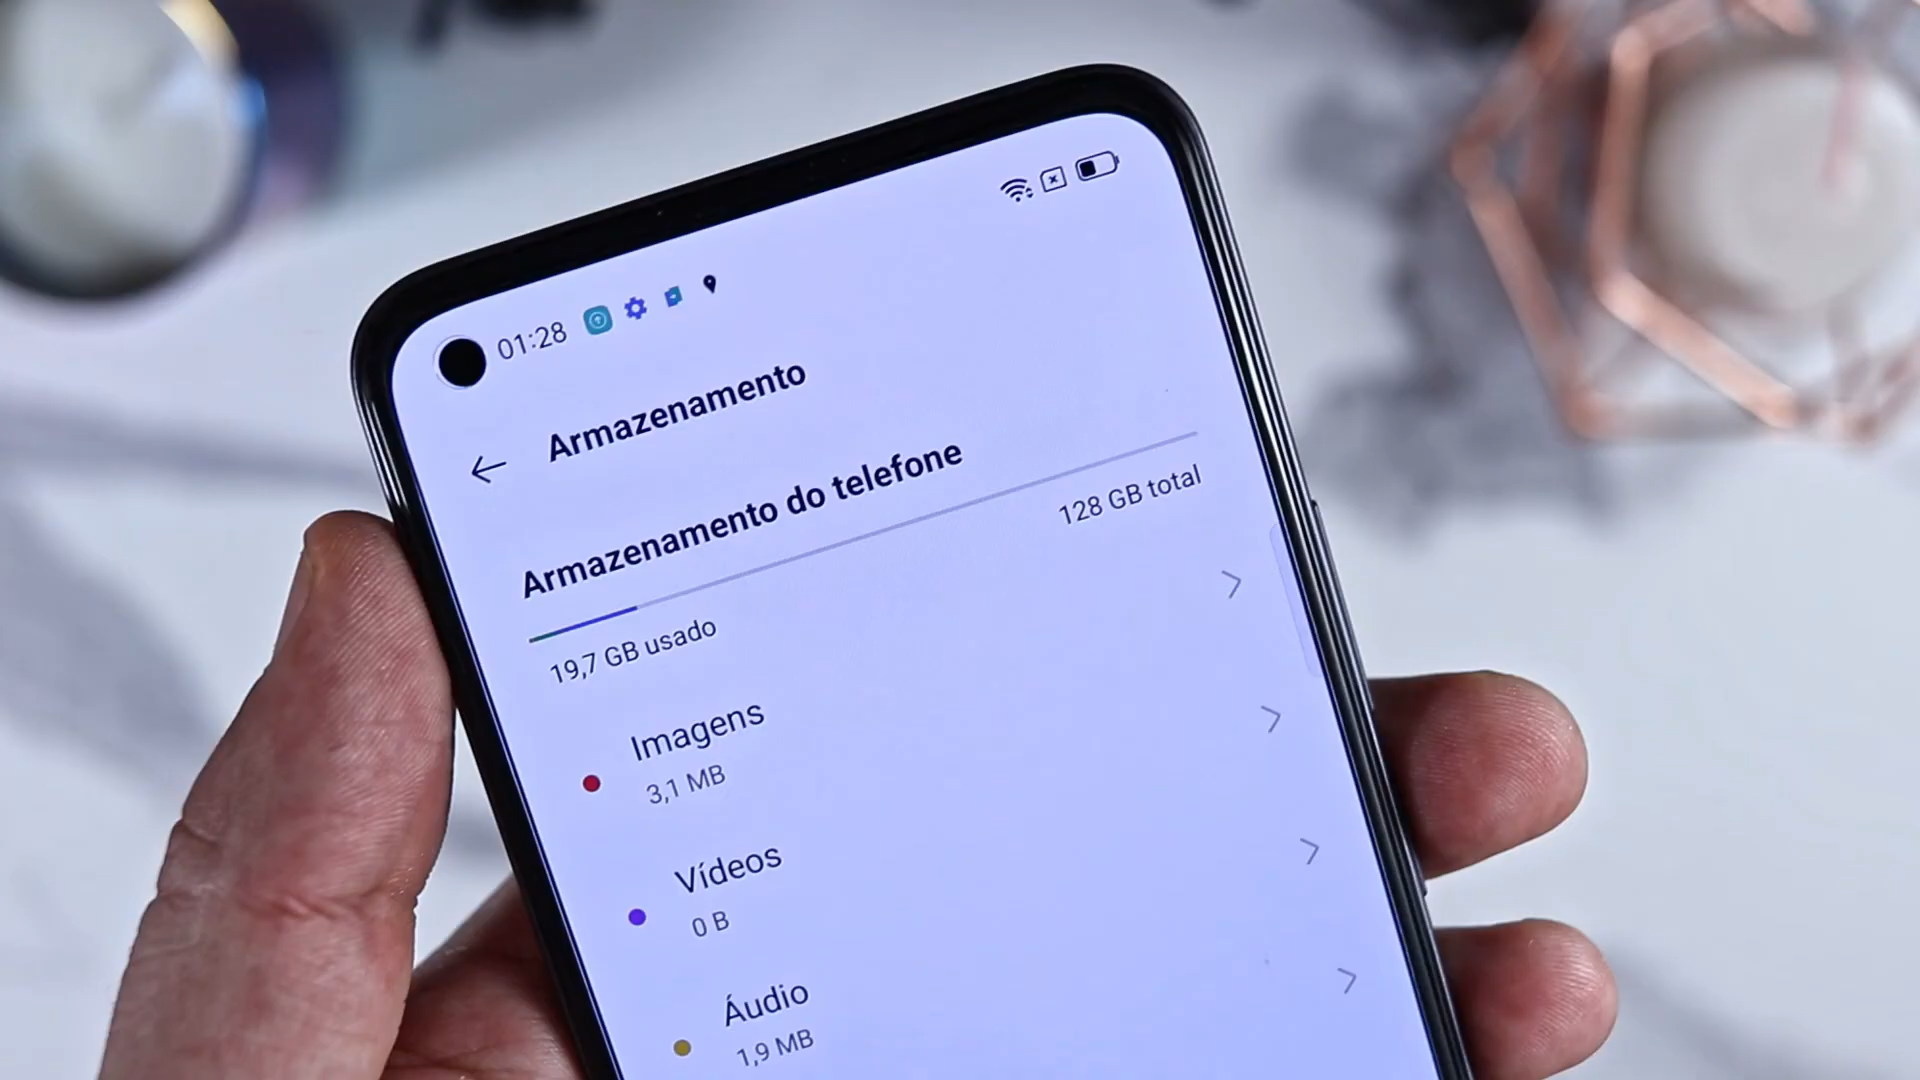 01:28
Armazenamento
Armazenamento do telefone
19,7 GB usado
128 GB total
Imagens
3,1 MB
Vídeos
0 B
Áudio
1,9 MB